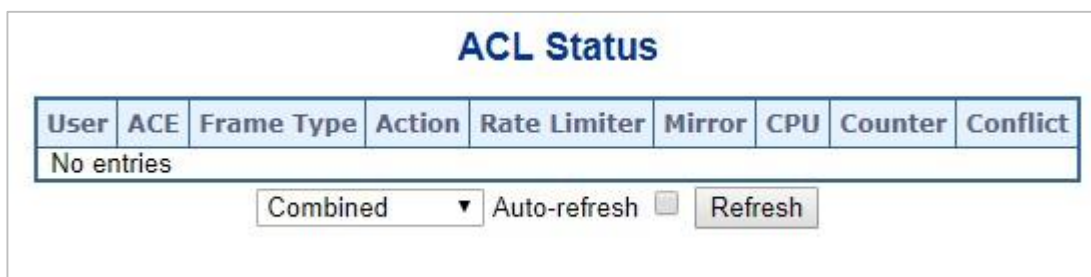 ACL Status
User ACE Frame Type Action Rate Limiter Mirror CPU Counter Conflict
No entries
Combined Auto-refresh Refresh